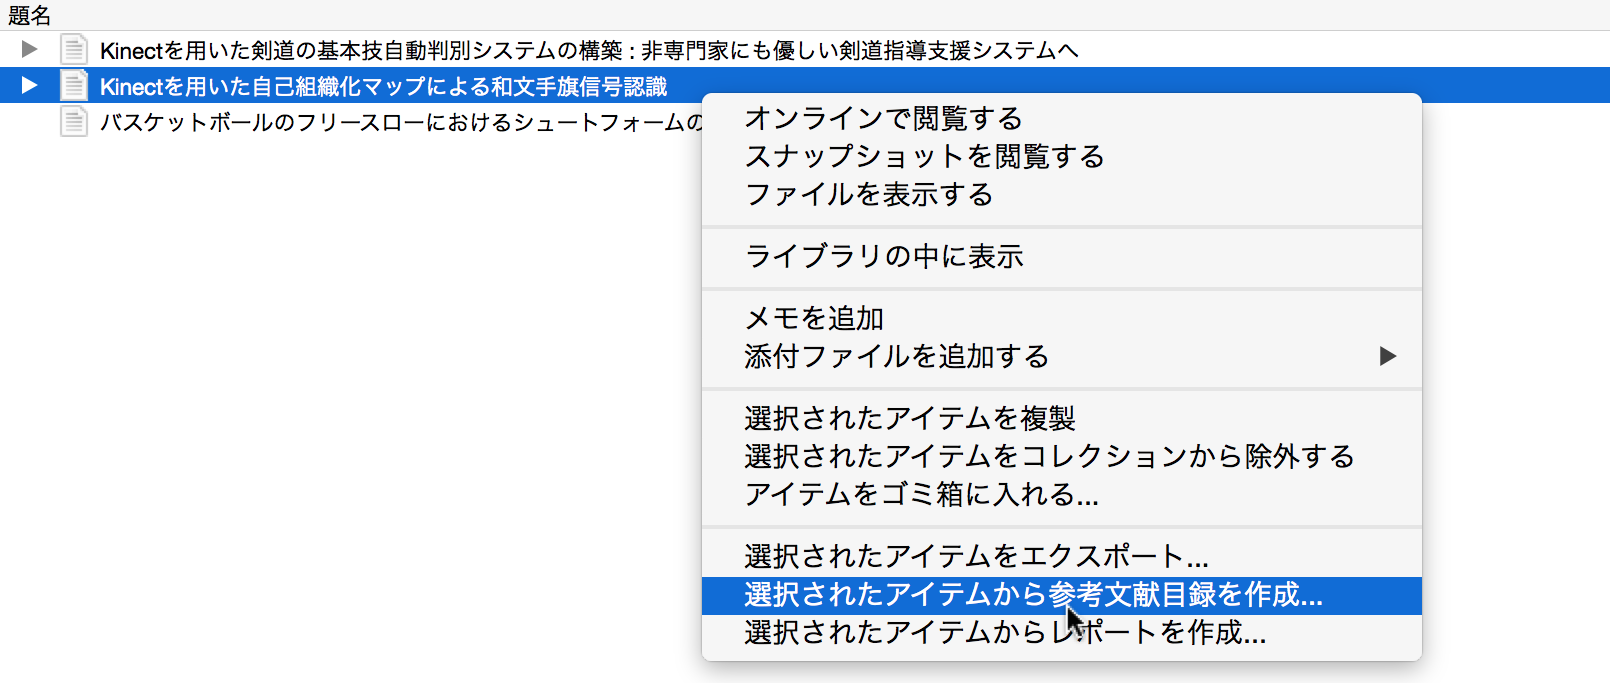 題名
Kinectを用いた剣道の基本技自動判別システムの構築 : 非専門家にも優しい剣道指導支援システムへ
Kinectを用いた自己組織化マップによる和文手旗信号認識
バスケットボールのフリースローにおけるシュートフォームの
オンラインで閲覧する
スナップショットを閲覧する
ファイルを表示する
ライブラリの中に表示
メモを追加
添付ファイルを追加する
選択されたアイテムを複製
選択されたアイテムをコレクションから除外する
アイテムをゴミ箱に入れる...
選択されたアイテムをエクスポート...
選択されたアイテムから参考文献目録を作成...
選択されたアイテムからレポートを作成...